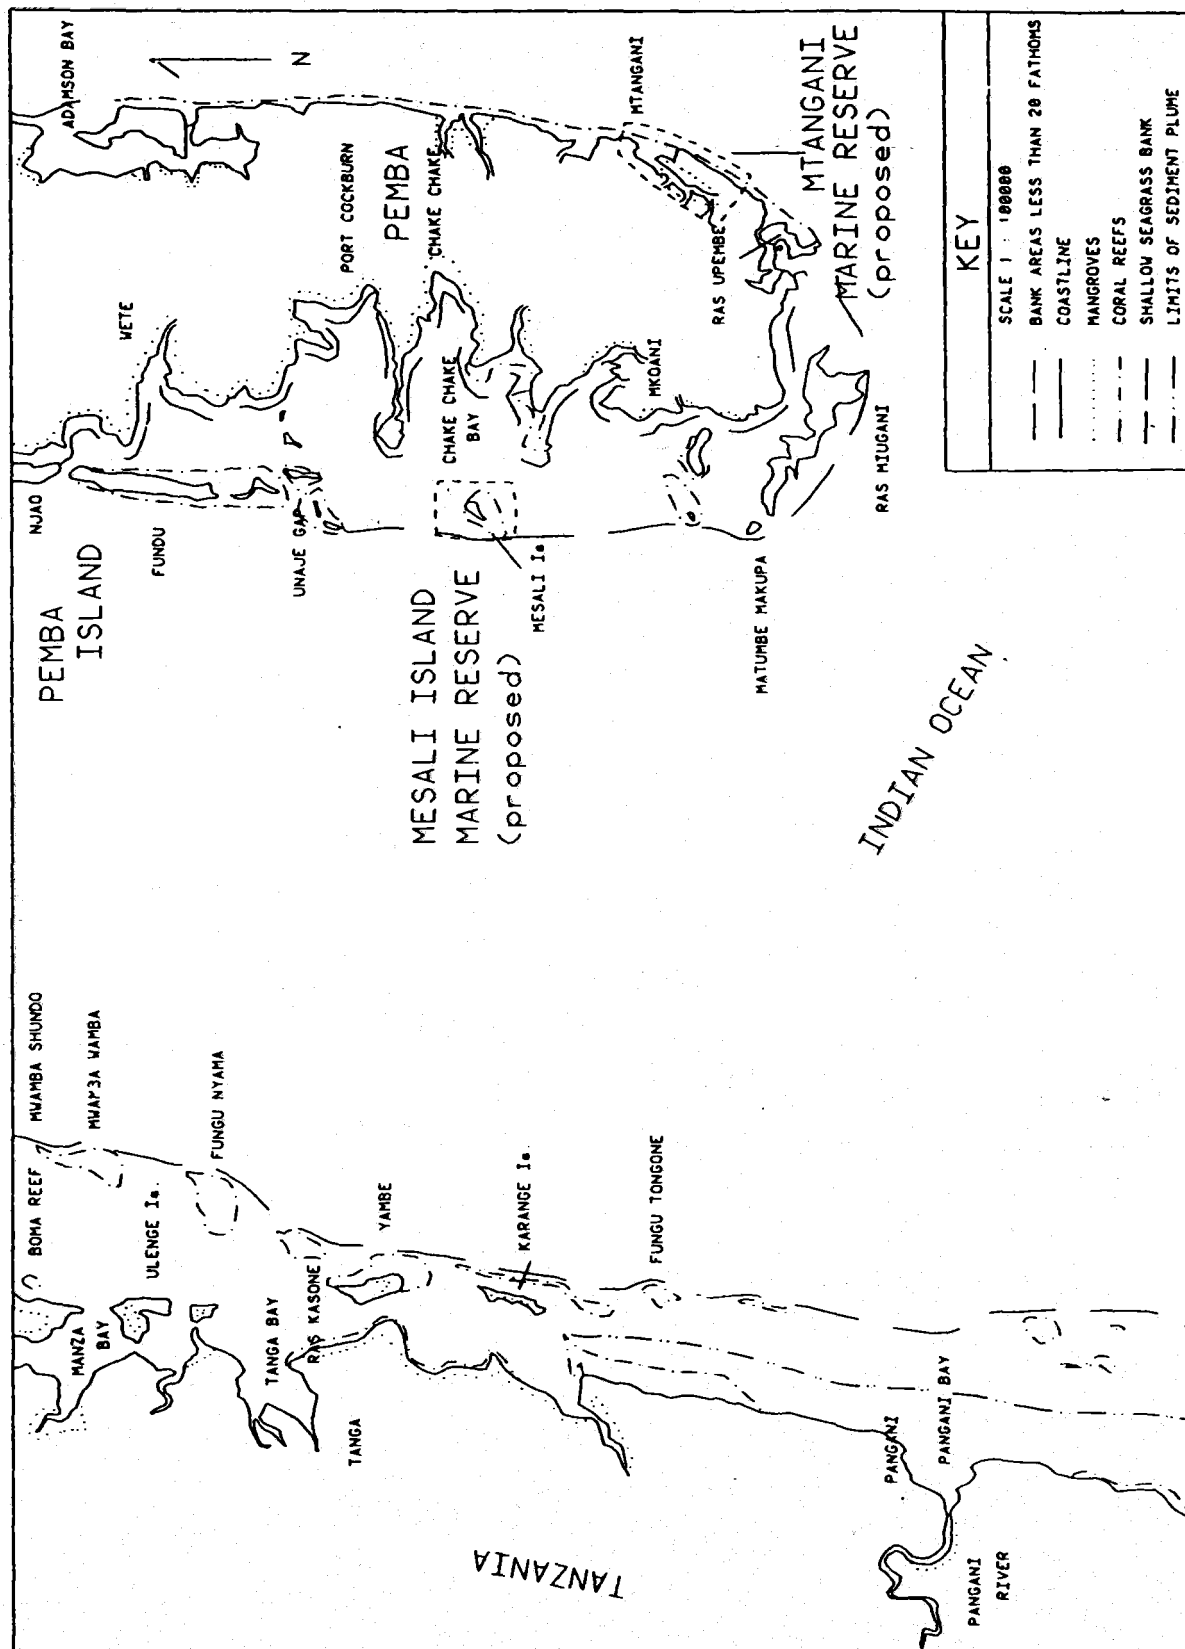 NJAO
PEMBA
ISLAND
FUNDU
WETE
ADAMSON BAY
N
UNAJE GAP
PORT COCKBURN
PEMBA
CHAKE CHAKE
CHAKE CHAKE
BAY
MESALI ISLAND
MARINE RESERVE
(proposed)
MESALI Is
MKOANI
RAS UPEMBE
MTANGANI
MTANGANI
MARINE RESERVE
(proposed)
MATUMBE MAKUPA
RAS MIUGANI
INDIAN OCEAN
BOMA REEF
MWAMBA SHUNDO
MWAM3A WAMBA
MANZA
BAY
ULENGE Is.
FUNGU NYAMA
TANGA BAY
RAS KASONE)
TANGA
YAMBE
KARANGE Is.
FUNGU TONGONE
TANZANIA
PANGANI
PANGANI BAY
PANGANI
RIVER
KEY
SCALE 1 : 100000
BANK AREAS LESS THAN 20 FATHOMS
COASTLINE
MANGROVES
CORAL REEFS
SHALLOW SEAGRASS BANK
LIMITS OF SEDIMENT PLUME